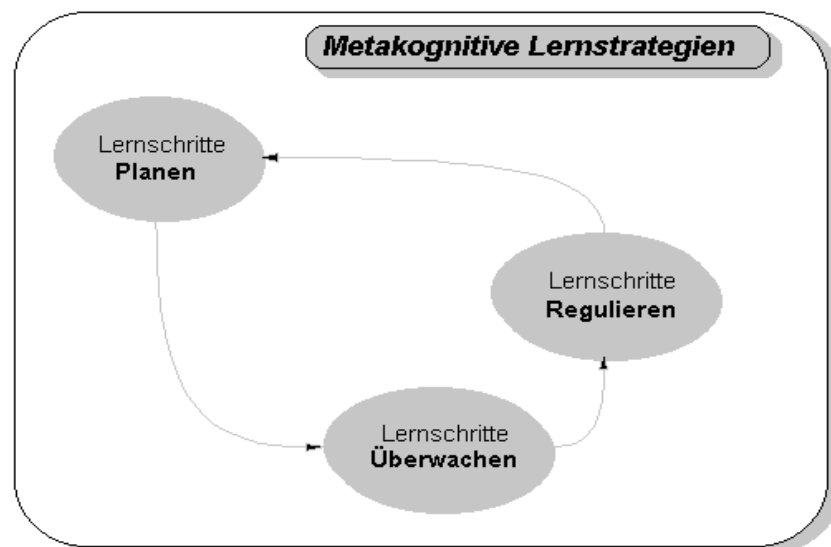 Metakognitive Lernstrategien
Lernschritte
Planen
Lernschritte
Regulieren
Lernschritte
Überwachen